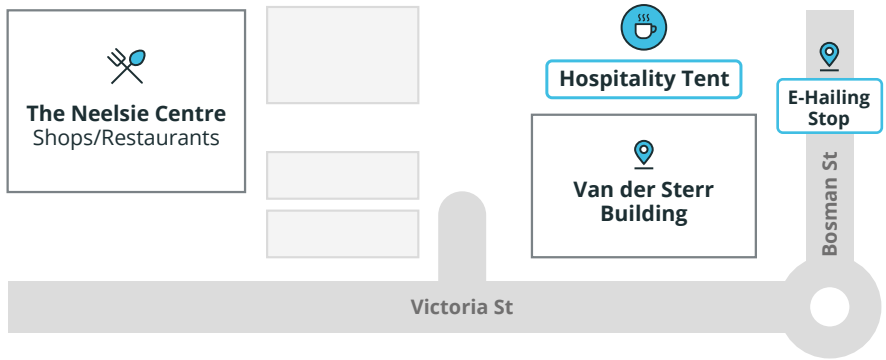 The Neelsie Centre
Shops/Restaurants
Hospitality Tent
Van der Sterr
Building
E-Hailing
Stop
Bosman St
Victoria St